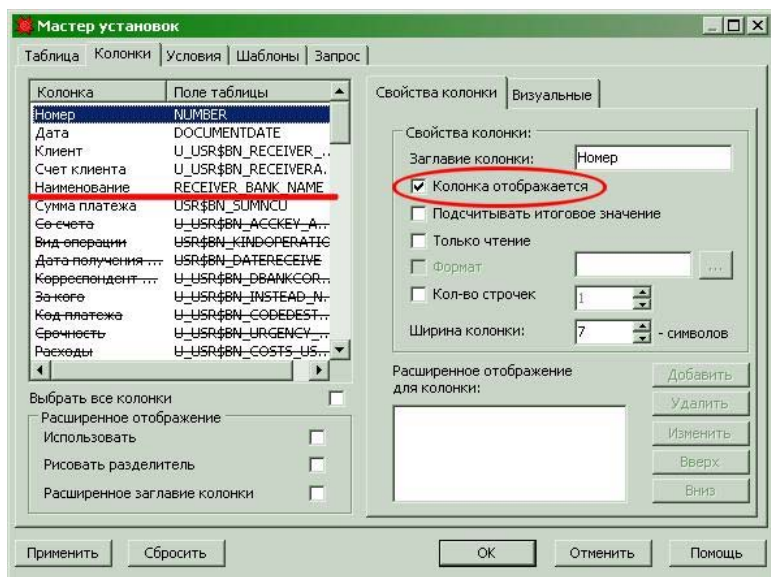 Мастер установок
Таблица Колонки Условия Шаблоны Запрос
Колонка Поле таблицы
Номер NUMBER
Дата DOCUMENTDATE
Клиент U_USR$BN_RECEIVER_...
Счет клиента U_USR$BN_RECEIVERA...
Наименование RECEIVER_BANK_NAME
Сумма платежа USR$BN_SUMNCU
Со счета U_USR$BN_ACCKEY_A...
Вид операции USR$BN_KINDOPERATIO
Дата получения ... USR$BN_DATERECEIVE
Корреспондент ... U_USR$BN_DBANKCOR...
За кого U_USR$BN_INSTEAD_N...
Код платежа U_USR$BN_CODEDEST...
Срочность U_USR$BN_URGENCY_...
Расходы U_USR$BN_COSTS_US...
Выбрать все колонки
Расширенное отображение
Использовать
Рисовать разделитель
Расширенное заглавие колонки
Свойства колонки Визуальные
Свойства колонки:
Заглавие колонки: Номер
Колонка отображается
Подсчитывать итоговое значение
Только чтение
Формат ...
Кол-во строчек 1
Ширина колонки: 7 - символов
Расширенное отображение
для колонки:
Добавить
Удалить
Изменить
Вверх
Вниз
Применить Сбросить OK Отменить Помощь